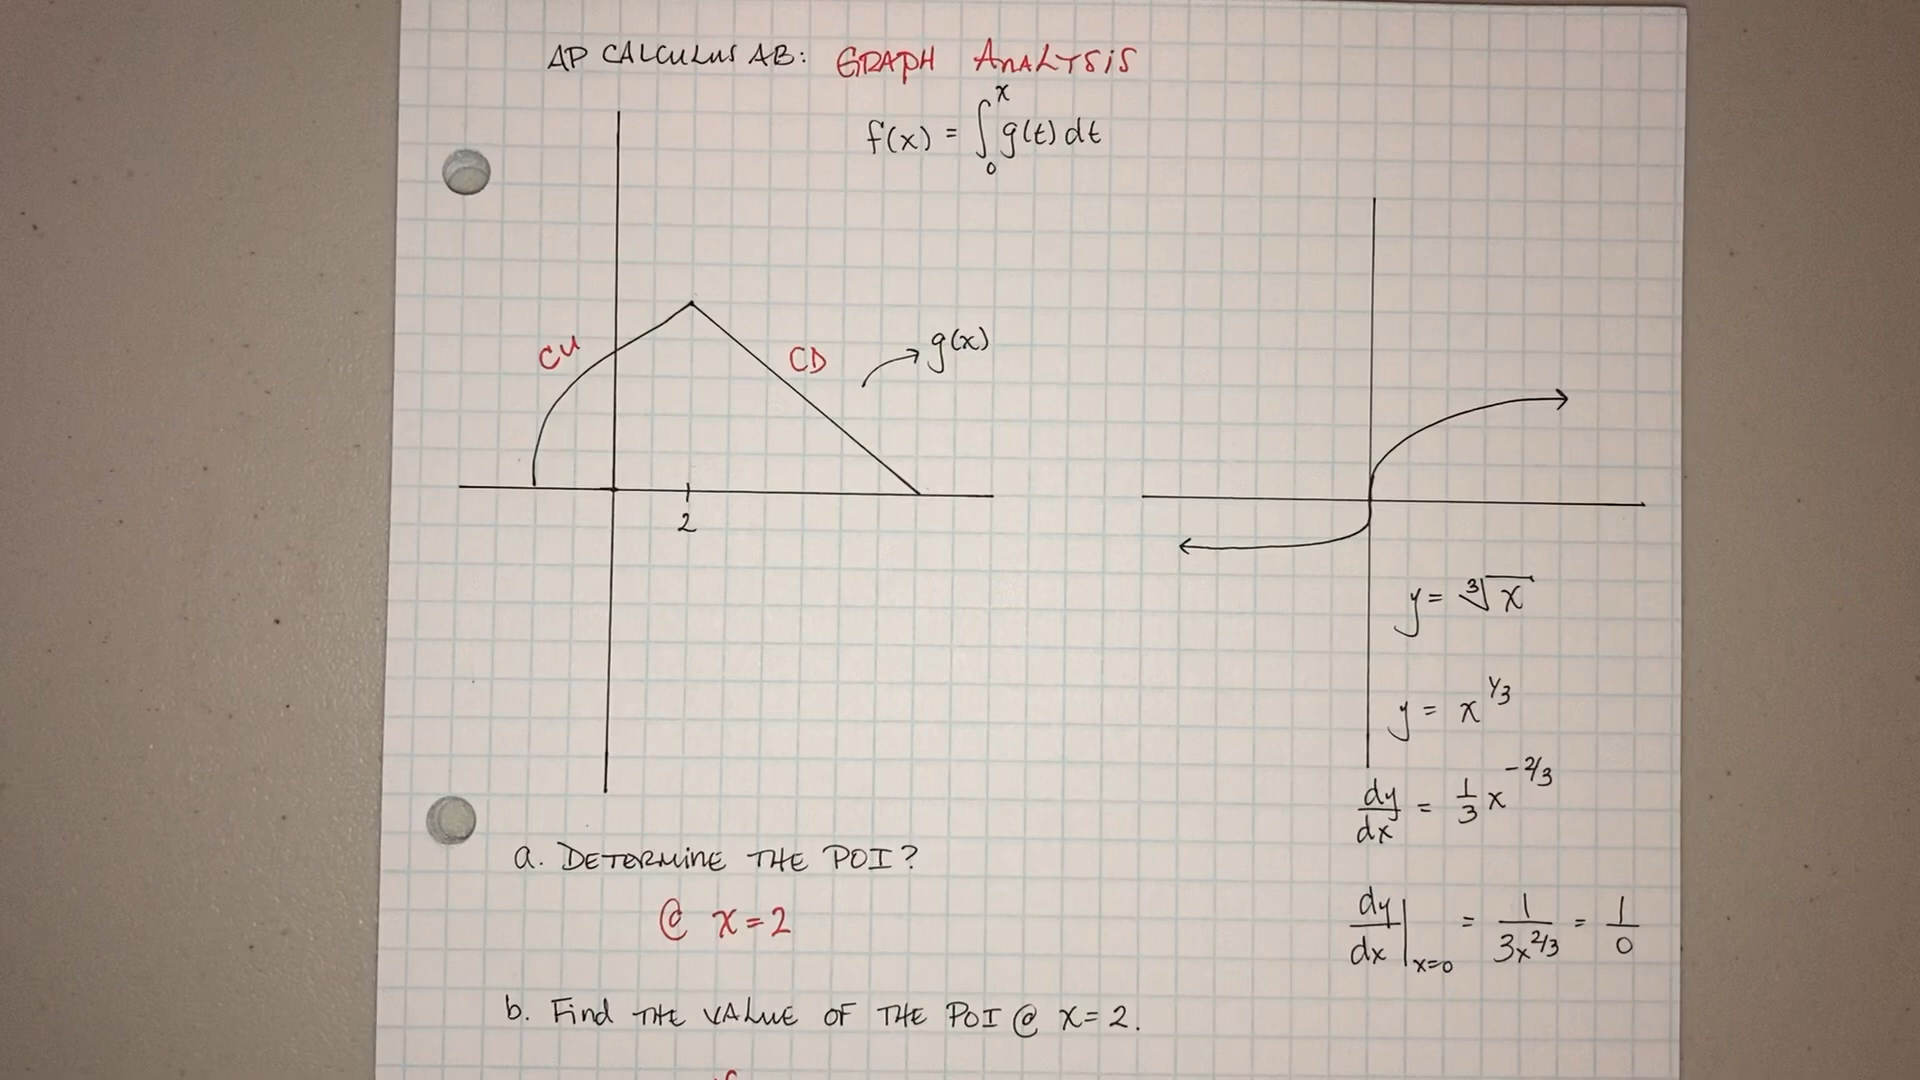 AP CALCULUS AB: GRAPH ANALYSIS
f(x) = ∫₀ˣ g(t) dt
CU
CD
g(x)
2
y = ∛x
y = x^1/3
dy/dx = 1/3 x^-2/3
a. DETERMINE THE POI?
@ x=2
dy/dx |x=0 = 1/3x^2/3 = 1/0
b. Find THE VALUE OF THE POI @ x=2.